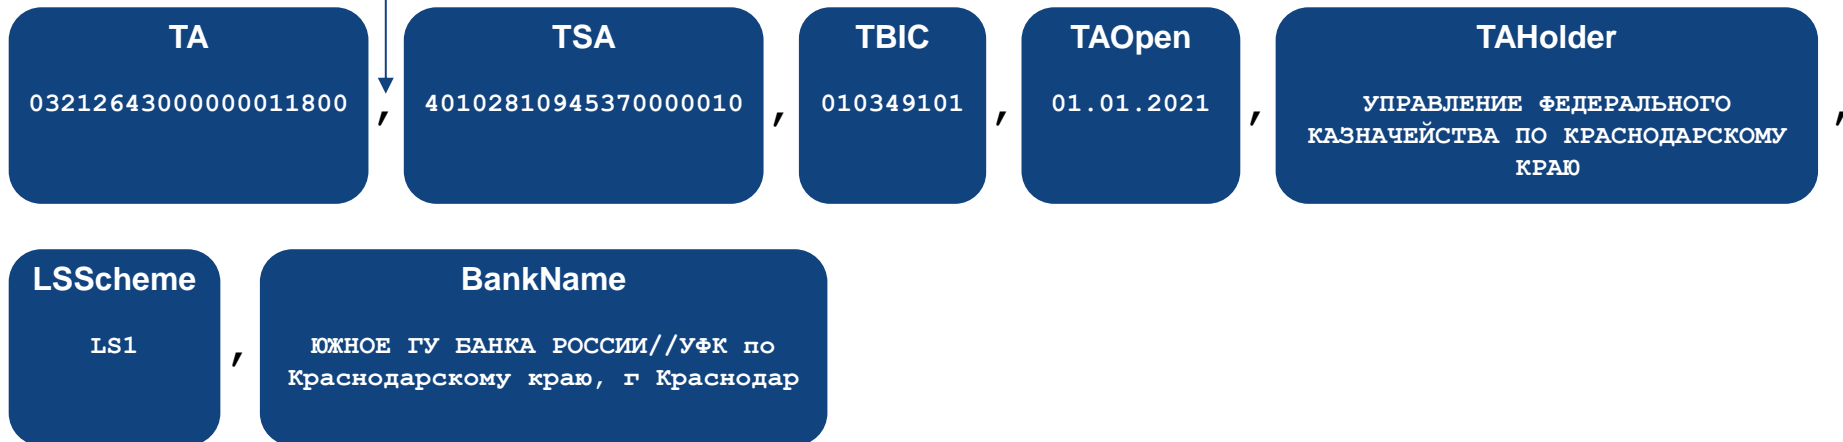 TA TSA TBIC TAOpen TAHolder
03212643000000011800 , 40102810945370000010 , 010349101 , 01.01.2021 , УПРАВЛЕНИЕ ФЕДЕРАЛЬНОГО ,
КАЗНАЧЕЙСТВА ПО КРАСНОДАРСКОМУ
КРАЮ
LSScheme BankName
LS1 , ЮЖНОЕ ГУ БАНКА РОССИИ//УФК по
Краснодарскому краю, г Краснодар